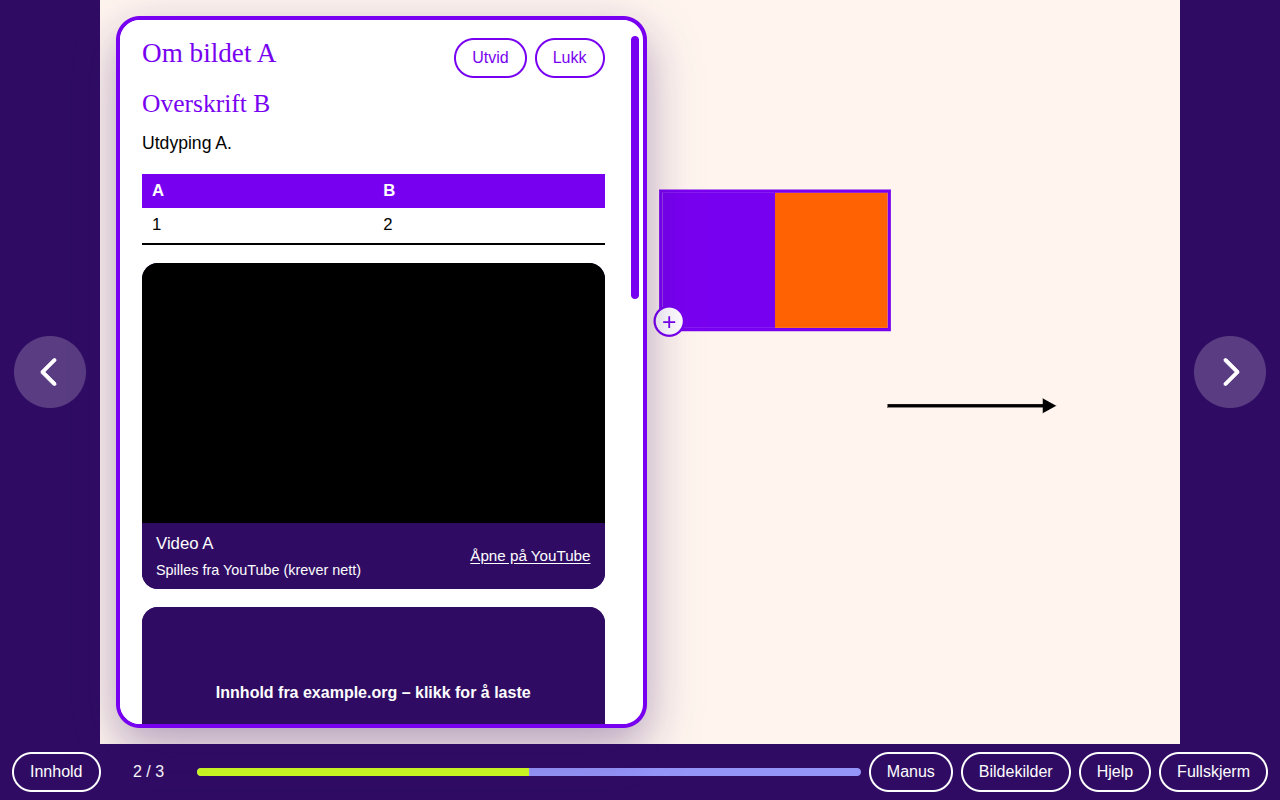 Om bildet A
Utvid
Lukk
Overskrift B
Utdyping A.
A B
1 2
Video A
Spilles fra YouTube (krever nett)
Åpne på YouTube
Innhold fra example.org – klikk for å laste
+
Innhold
2 / 3
Manus
Bildekilder
Hjelp
Fullskjerm